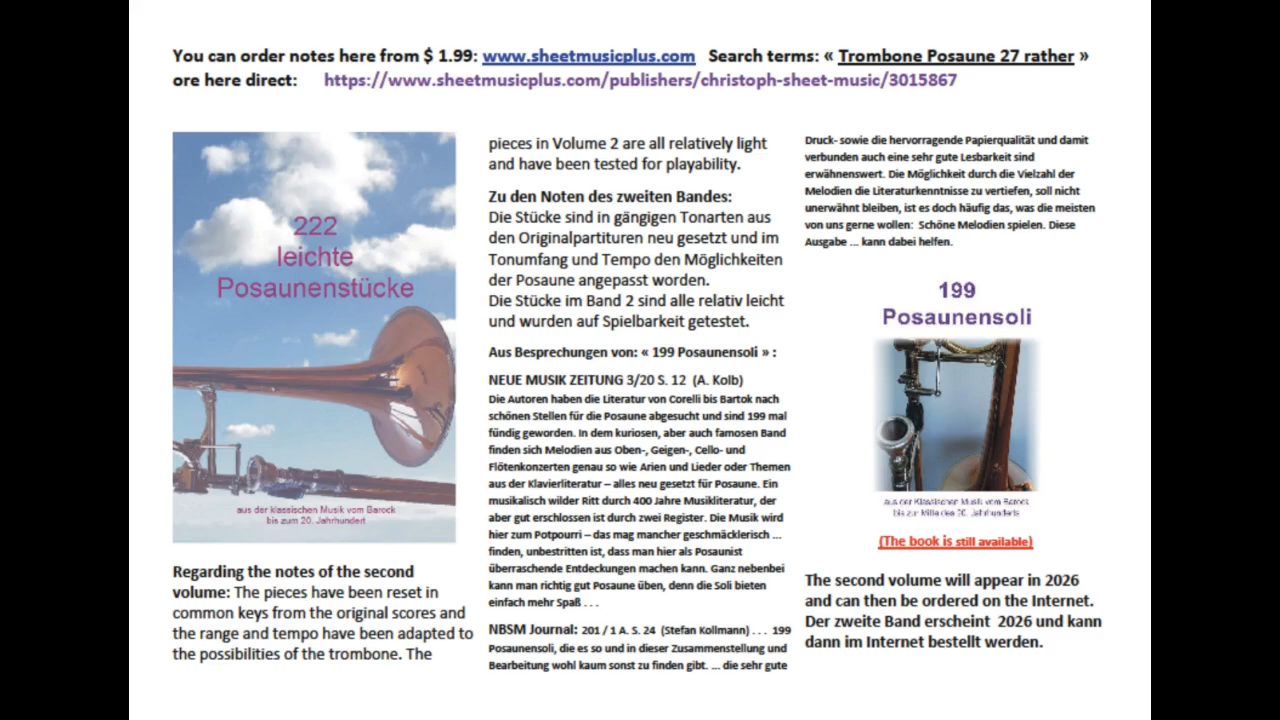 You can order notes here from $ 1.99: www.sheetmusicplus.com Search terms: « Trombone Posaune 27 rather »
ore here direct: https://www.sheetmusicplus.com/publishers/christoph-sheet-music/3015867
222
leichte
Posaunenstücke
aus der klassischen Musik vom Barock
bis zum 20. Jahrhundert
Regarding the notes of the second
volume: The pieces have been reset in
common keys from the original scores and
the range and tempo have been adapted to
the possibilities of the trombone. The
pieces in Volume 2 are all relatively light
and have been tested for playability.
Zu den Noten des zweiten Bandes:
Die Stücke sind in gängigen Tonarten aus
den Originalpartituren neu gesetzt und im
Tonumfang und Tempo den Möglichkeiten
der Posaune angepasst worden.
Die Stücke im Band 2 sind alle relativ leicht
und wurden auf Spielbarkeit getestet.
Aus Besprechungen von: « 199 Posaunensoli » :
NEUE MUSIK ZEITUNG 3/20 S. 12 (A. Kolb)
Die Autoren haben die Literatur von Corelli bis Bartok nach
schönen Stellen für die Posaune abgesucht und sind 199 mal
fündig geworden. In dem kuriosen, aber auch famosen Band
finden sich Melodien aus Oben-, Geigen-, Cello- und
Flötenkonzerten genau so wie Arien und Lieder oder Themen
aus der Klavierliteratur – alles neu gesetzt für Posaune. Ein
musikalisch wilder Ritt durch 400 Jahre Musikliteratur, der
aber gut erschlossen ist durch zwei Register. Die Musik wird
hier zum Potpourri – das mag mancher geschmäcklerisch ...
finden, unbestritten ist, dass man hier als Posaunist
überraschende Entdeckungen machen kann. Ganz nebenbei
kann man richtig gut Posaune üben, denn die Soli bieten
einfach mehr Spaß . . .
NBSM Journal: 201 / 1 A. S. 24 (Stefan Kollmann) . . . 199
Posaunensoli, die es so und in dieser Zusammenstellung und
Bearbeitung wohl kaum sonst zu finden gibt. ... die sehr gute
Druck- sowie die hervorragende Papierqualität und damit
verbunden auch eine sehr gute Lesbarkeit sind
erwähnenswert. Die Möglichkeit durch die Vielzahl der
Melodien die Literaturkenntnisse zu vertiefen, soll nicht
unerwähnt bleiben, ist es doch häufig das, was die meisten
von uns gerne wollen: Schöne Melodien spielen. Diese
Ausgabe ... kann dabei helfen.
199
Posaunensoli
aus der Klassischen Musik vom Barock
bis zur Mitte des 20. Jahrhunderts
(The book is still available)
The second volume will appear in 2026
and can then be ordered on the Internet.
Der zweite Band erscheint 2026 und kann
dann im Internet bestellt werden.